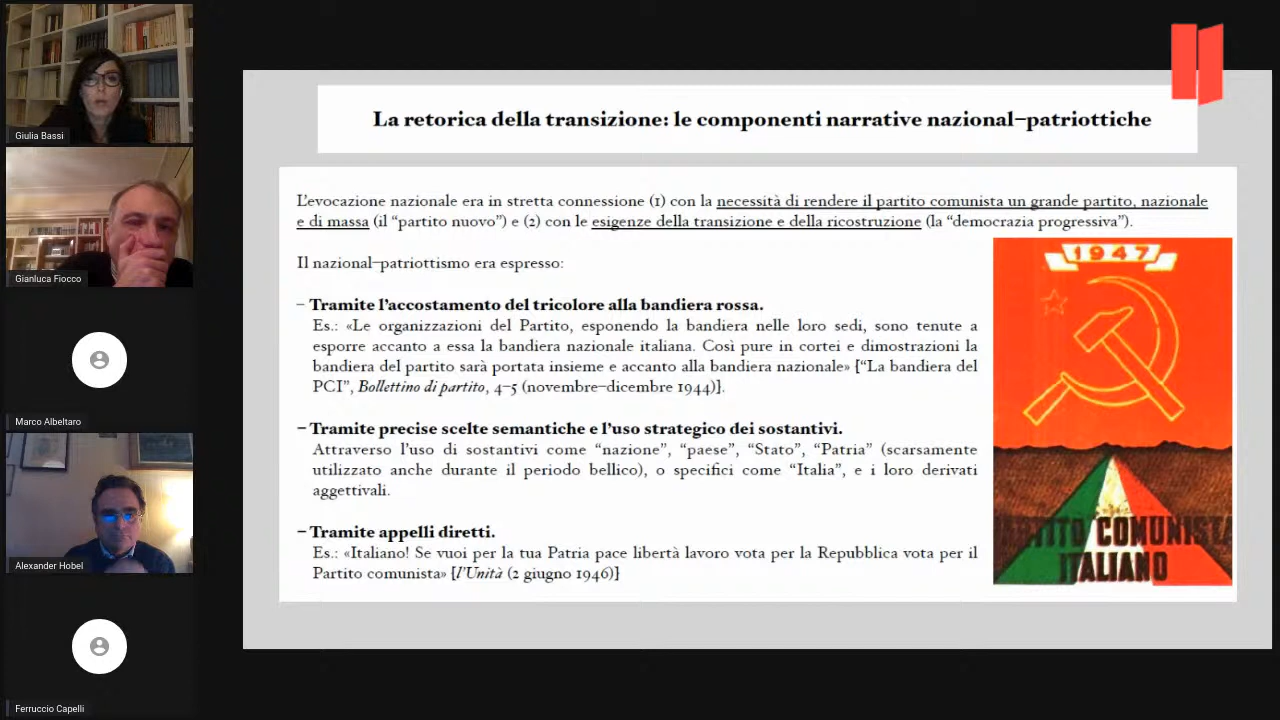 Giulia Bassi
Gianluca Fiocco
Marco Albeltaro
Alexander Hobel
Ferruccio Capelli
La retorica della transizione: le componenti narrative nazional–patriottiche
L'evocazione nazionale era in stretta connessione (1) con la necessità di rendere il partito comunista un grande partito, nazionale
e di massa (il “partito nuovo”) e (2) con le esigenze della transizione e della ricostruzione (la “democrazia progressiva”).
Il nazional–patriottismo era espresso:
– Tramite l'accostamento del tricolore alla bandiera rossa.
Es.: «Le organizzazioni del Partito, esponendo la bandiera nelle loro sedi, sono tenute a
esporre accanto a essa la bandiera nazionale italiana. Così pure in cortei e dimostrazioni la
bandiera del partito sarà portata insieme e accanto alla bandiera nazionale» [“La bandiera del
PCI”, Bollettino di partito, 4–5 (novembre–dicembre 1944)].
– Tramite precise scelte semantiche e l'uso strategico dei sostantivi.
Attraverso l'uso di sostantivi come “nazione”, “paese”, “Stato”, “Patria” (scarsamente
utilizzato anche durante il periodo bellico), o specifici come “Italia”, e i loro derivati
aggettivali.
– Tramite appelli diretti.
Es.: «Italiano! Se vuoi per la tua Patria pace libertà lavoro vota per la Repubblica vota per il
Partito comunista» [l'Unità (2 giugno 1946)]
1947
PARTITO COMUNISTA
ITALIANO